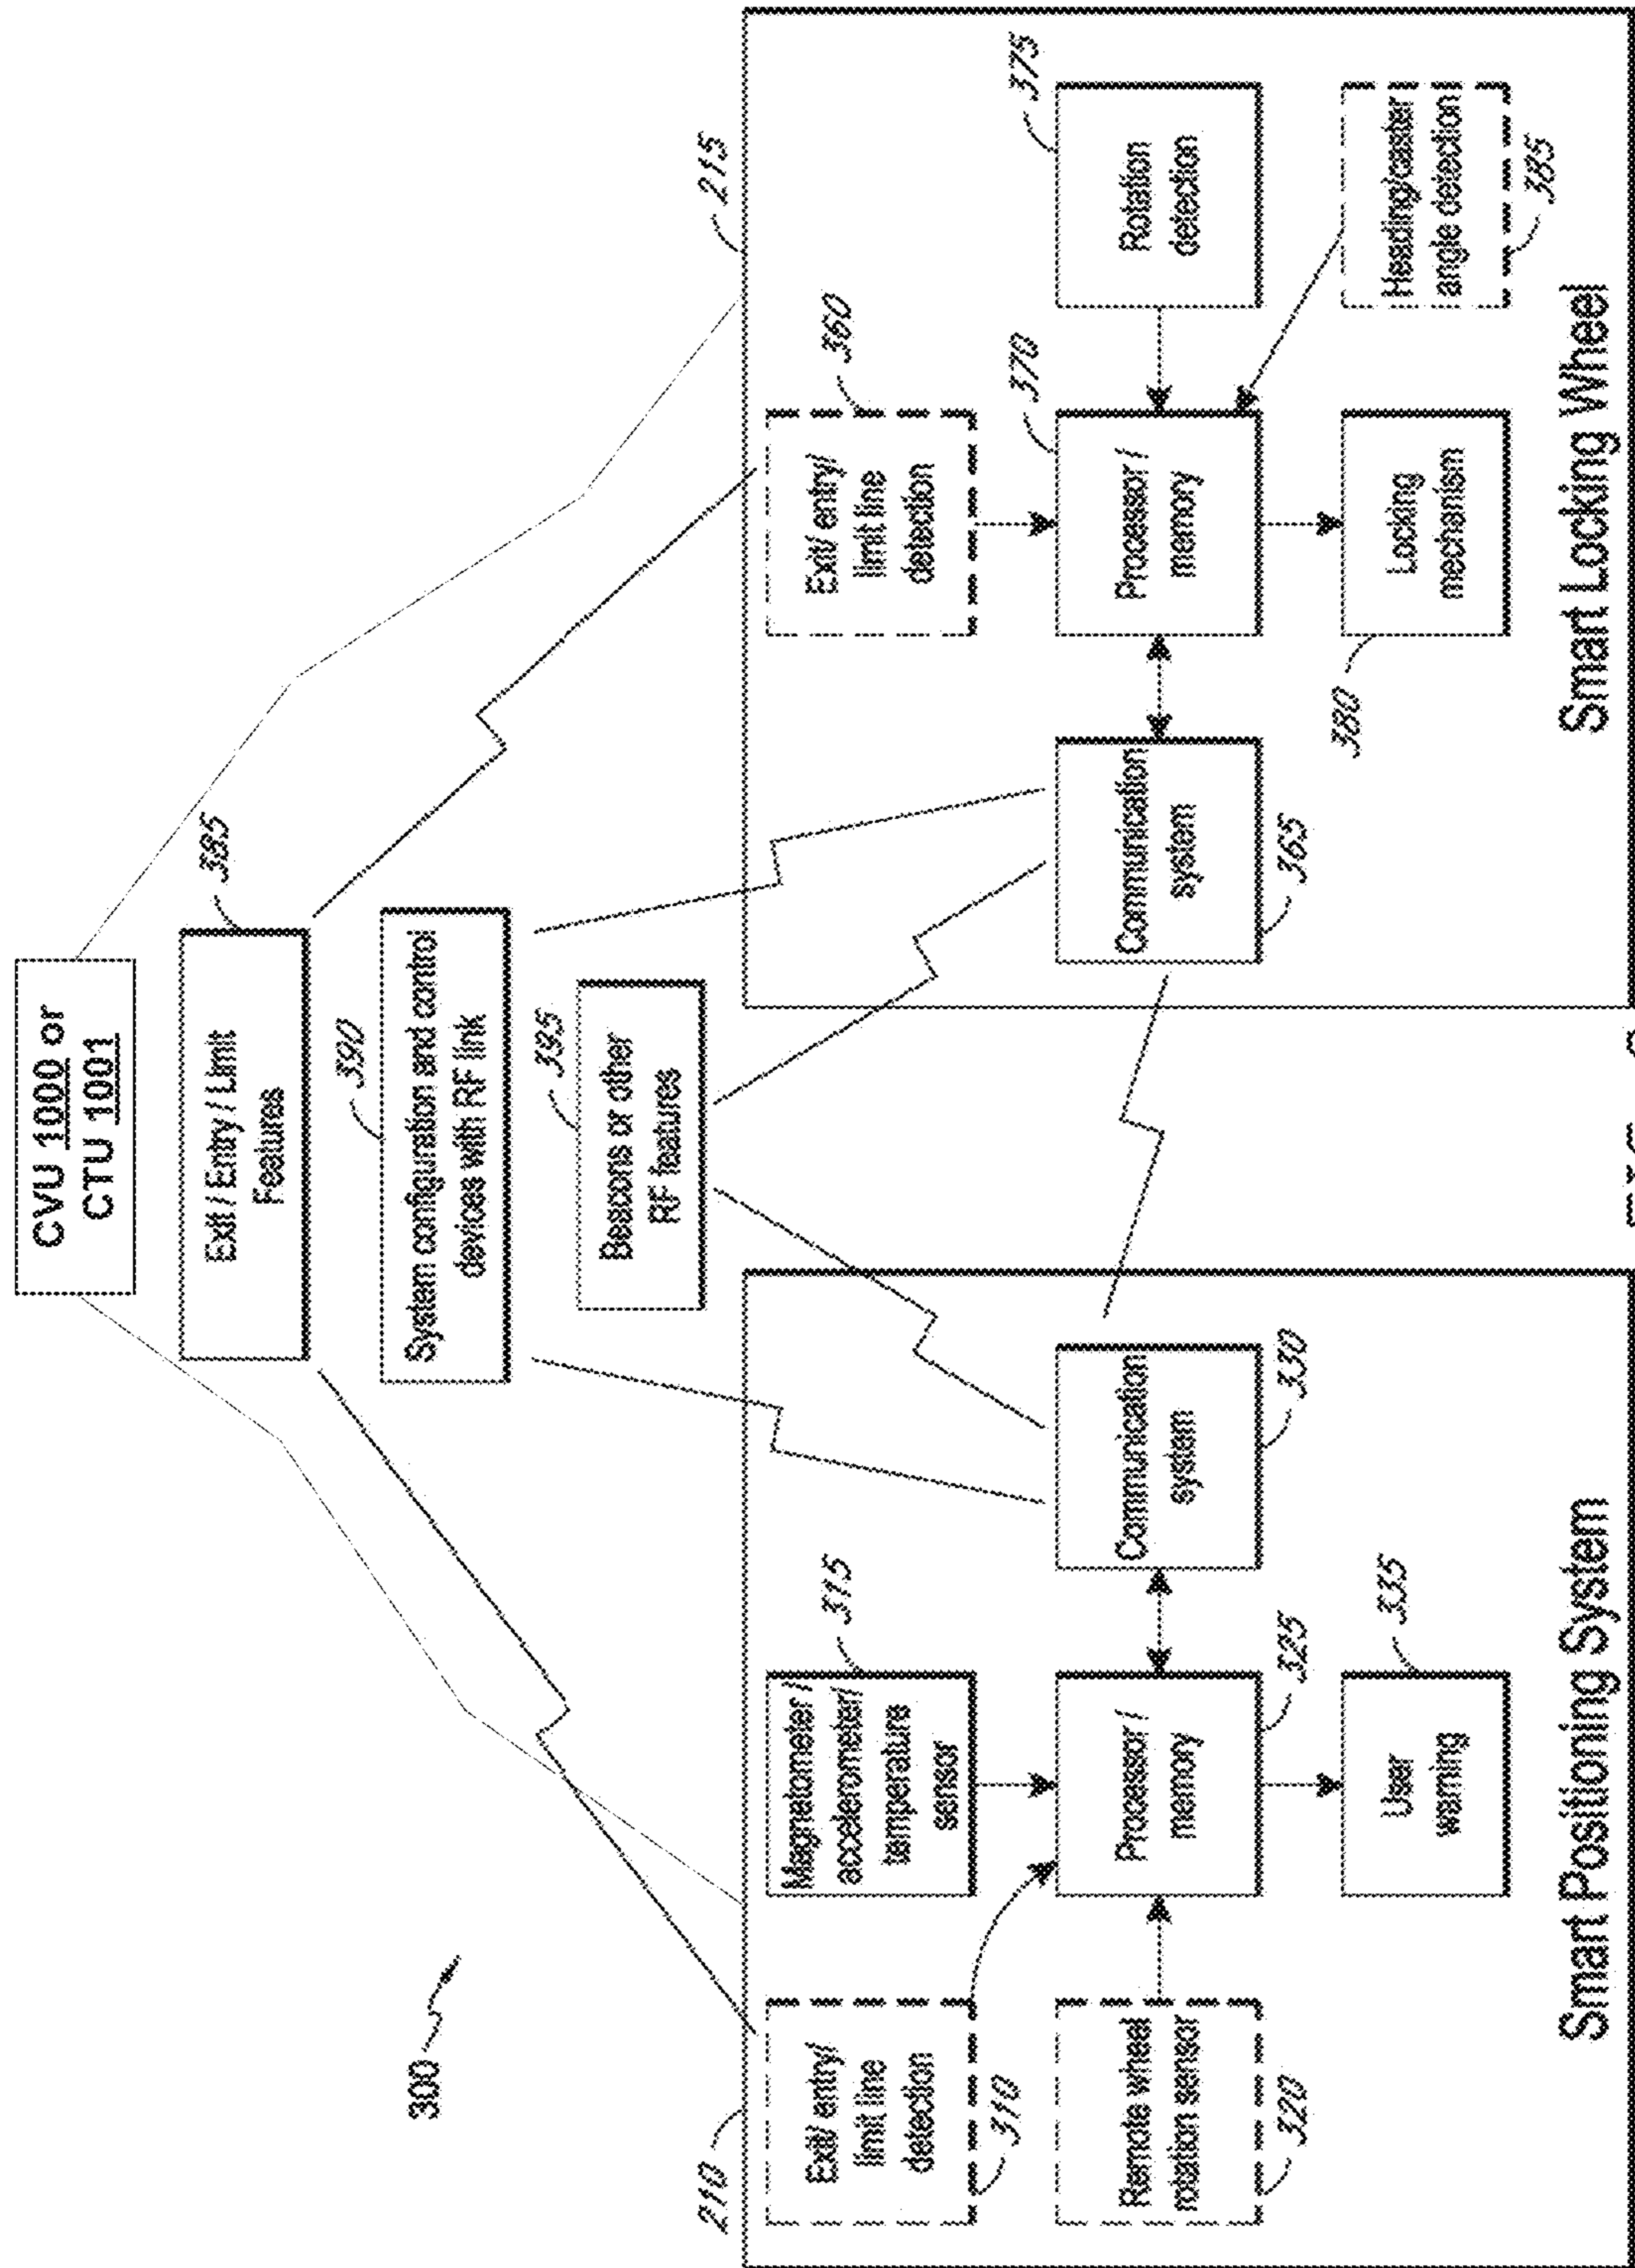 300
CVU 1000 or
CTU 1001
385
Exit / Entry / Limit
Features
390
System configuration and control
devices with RF link
395
Beacons or other
RF features
210
Exit/ entry/
limit line
detection
310
Magnetometer /
accelerometer/
temperature
sensor
315
Remote wheel
rotation sensor
320
Processor /
memory
325
Communication
system
330
User
warning
335
Smart Positioning System
215
Exit/ entry/
limit line
detection
360
Communication
system
365
Processor /
memory
370
Rotation
detection
375
Locking
mechanism
380
Heading/caster
angle detection
385
Smart Locking Wheel